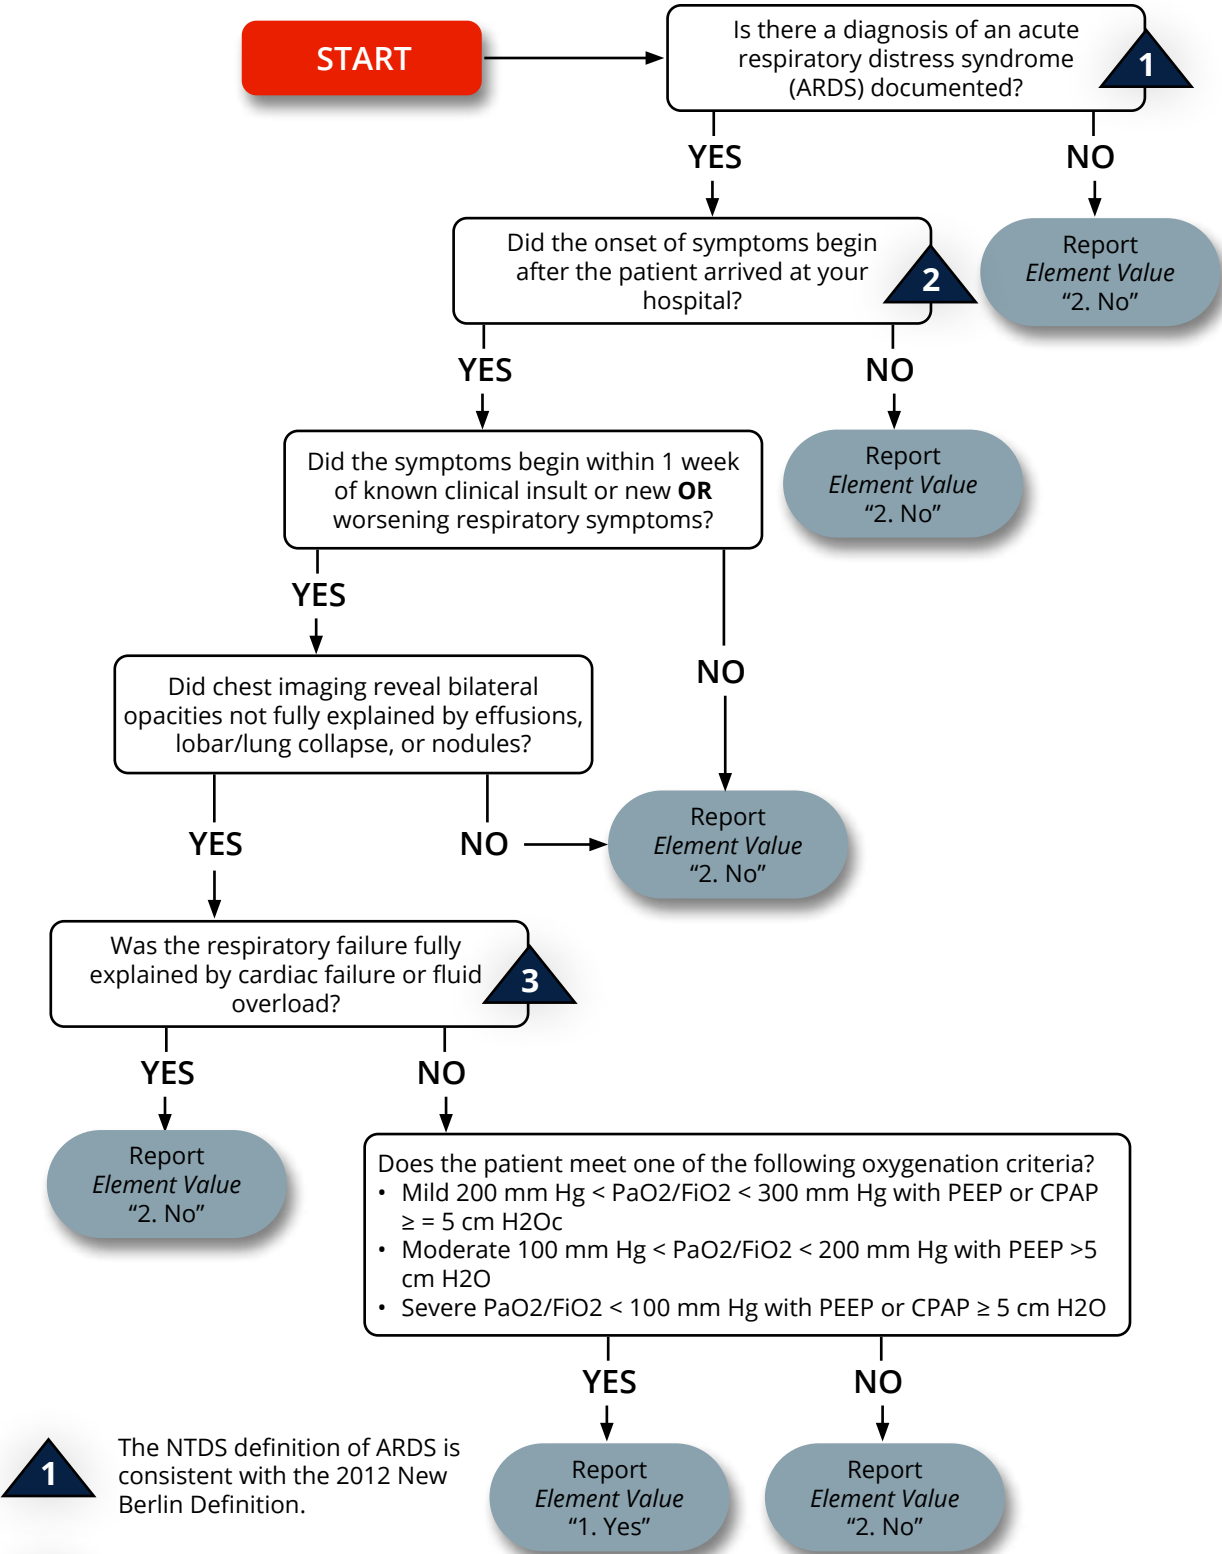 START
Is there a diagnosis of an acute
respiratory distress syndrome
(ARDS) documented?
1
YES
NO
Did the onset of symptoms begin
after the patient arrived at your
hospital?
2
Report
Element Value
“2. No”
YES
NO
Did the symptoms begin within 1 week
of known clinical insult or new OR
worsening respiratory symptoms?
Report
Element Value
“2. No”
YES
NO
Did chest imaging reveal bilateral
opacities not fully explained by effusions,
lobar/lung collapse, or nodules?
YES
NO
Report
Element Value
“2. No”
Was the respiratory failure fully
explained by cardiac failure or fluid
overload?
3
YES
NO
Report
Element Value
“2. No”
Does the patient meet one of the following oxygenation criteria?
• Mild 200 mm Hg < PaO2/FiO2 < 300 mm Hg with PEEP or CPAP
≥ = 5 cm H2Oc
• Moderate 100 mm Hg < PaO2/FiO2 < 200 mm Hg with PEEP >5
cm H2O
• Severe PaO2/FiO2 < 100 mm Hg with PEEP or CPAP ≥ 5 cm H2O
YES
NO
Report
Element Value
“1. Yes”
Report
Element Value
“2. No”
1
The NTDS definition of ARDS is
consistent with the 2012 New
Berlin Definition.